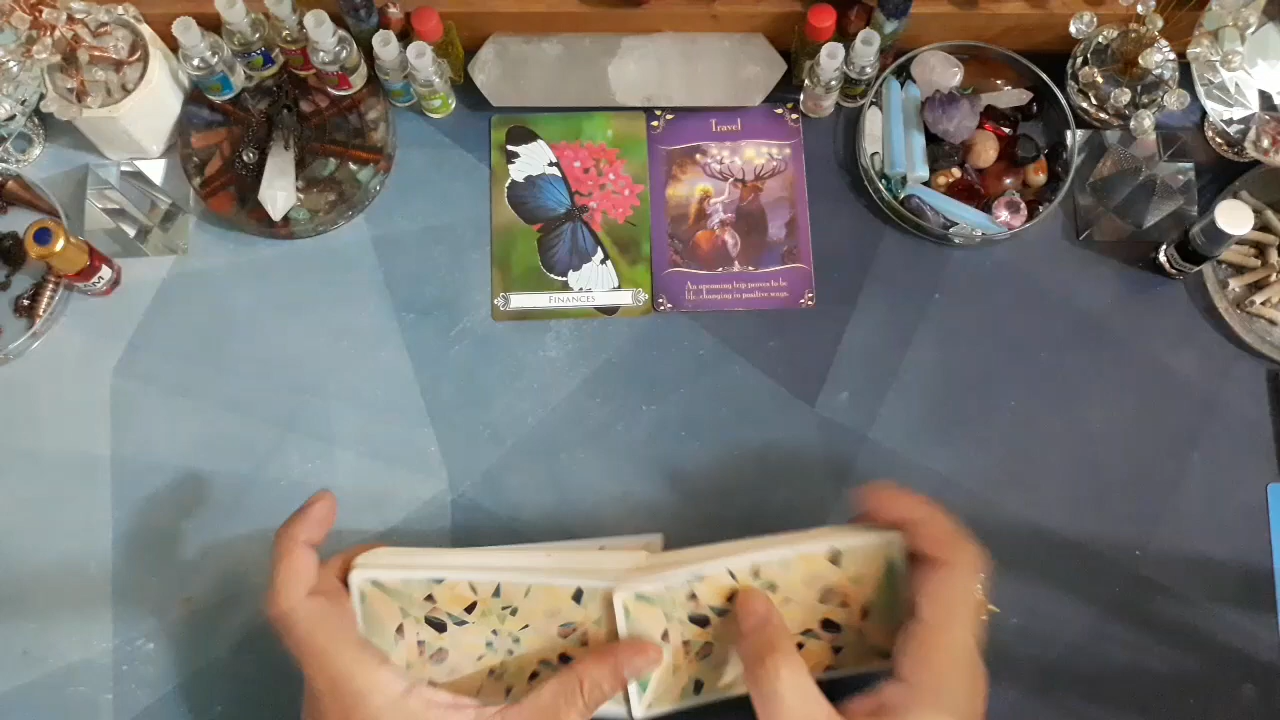 FINANCES
Travel
An upcoming trip proves to be
life-changing in positive ways.